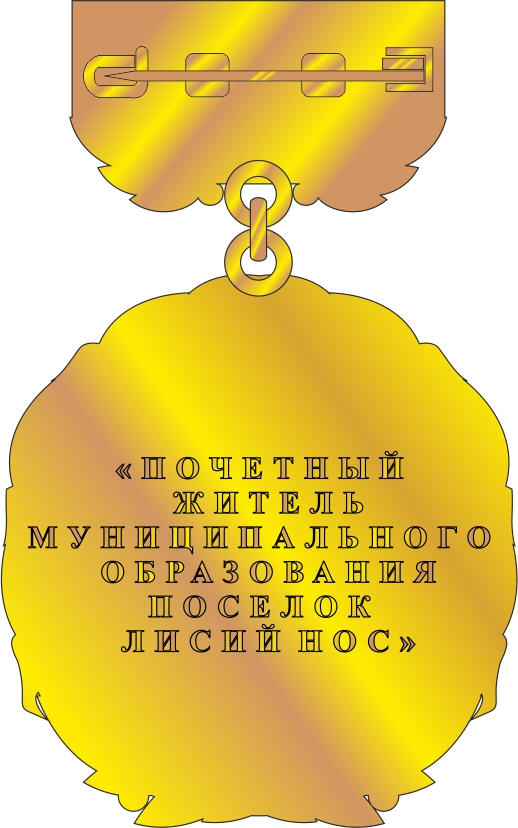 «ПОЧЕТНЫЙ
ЖИТЕЛЬ
МУНИЦИПАЛЬНОГО
ОБРАЗОВАНИЯ
ПОСЕЛОК
ЛИСИЙ НОС»